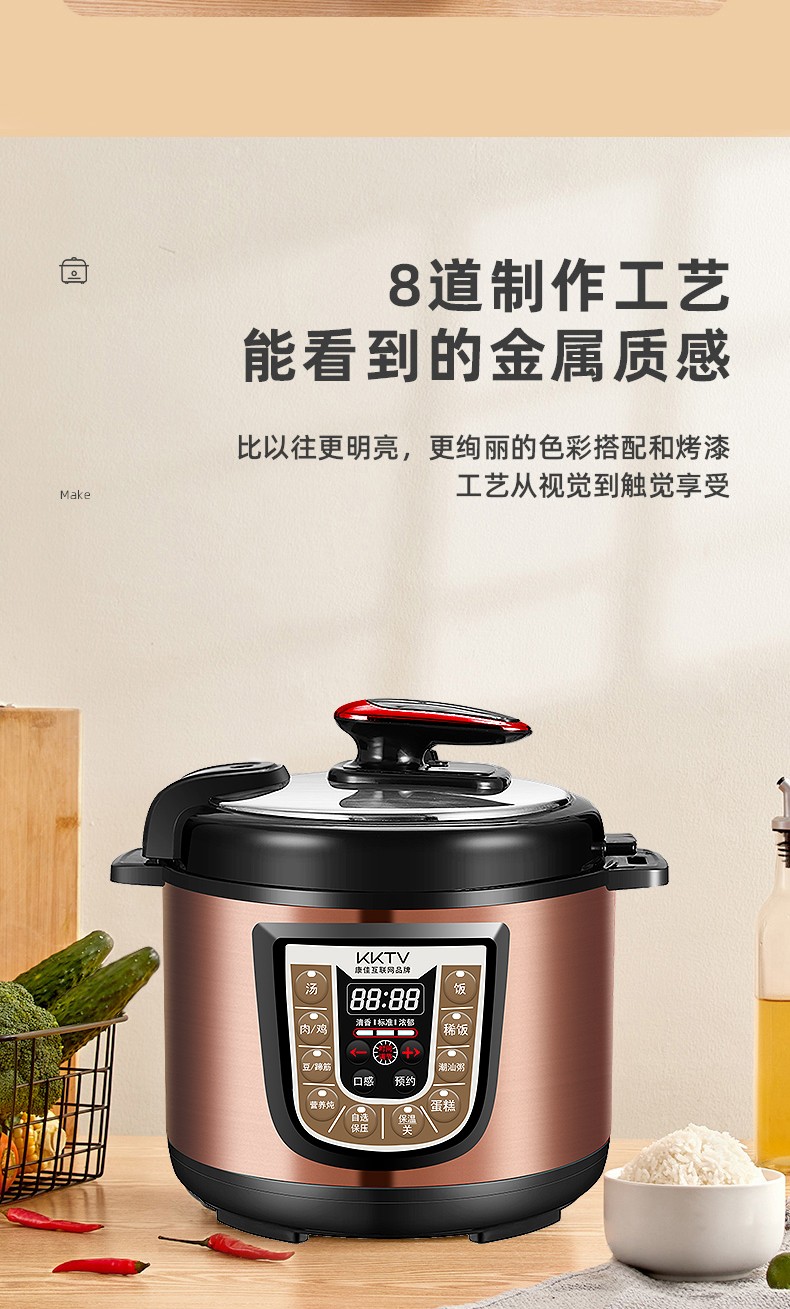 8道制作工艺
能看到的金属质感
比以往更明亮，更绚丽的色彩搭配和烤漆
工艺从视觉到触觉享受
Make
KKTV
康佳互联网品牌
汤
88:88
饭
清香 标准 浓郁
肉/鸡
稀饭
豆/蹄筋
潮汕粥
口感
预约
营养炖
蛋糕
自选
保压
保温
关